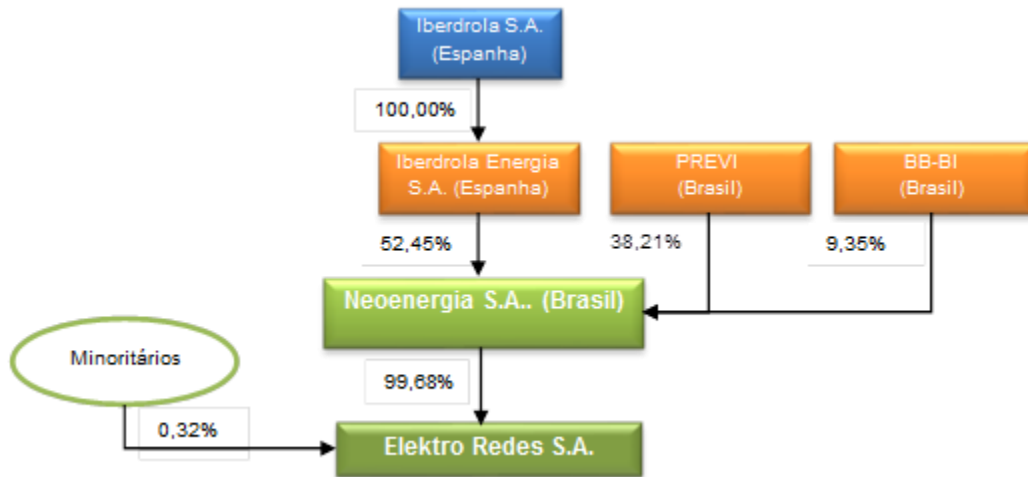 Iberdrola S.A.
(Espanha)
100,00%
Iberdrola Energia
S.A. (Espanha)
PREVI
(Brasil)
BB-BI
(Brasil)
52,45%
38,21%
9,35%
Neoenergia S.A.. (Brasil)
Minoritários
99,68%
0,32%
Elektro Redes S.A.